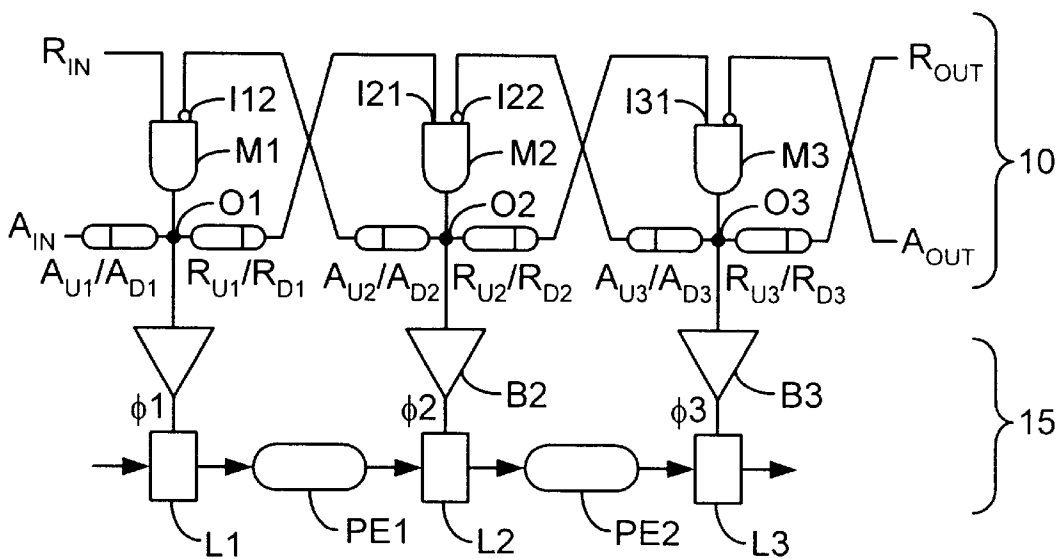 R_IN
R_OUT
I12
I21
I22
I31
M1
M2
M3
10
O1
O2
O3
A_IN
A_OUT
A_U1/A_D1
R_U1/R_D1
A_U2/A_D2
R_U2/R_D2
A_U3/A_D3
R_U3/R_D3
B2
B3
ϕ1
ϕ2
ϕ3
15
L1
PE1
L2
PE2
L3